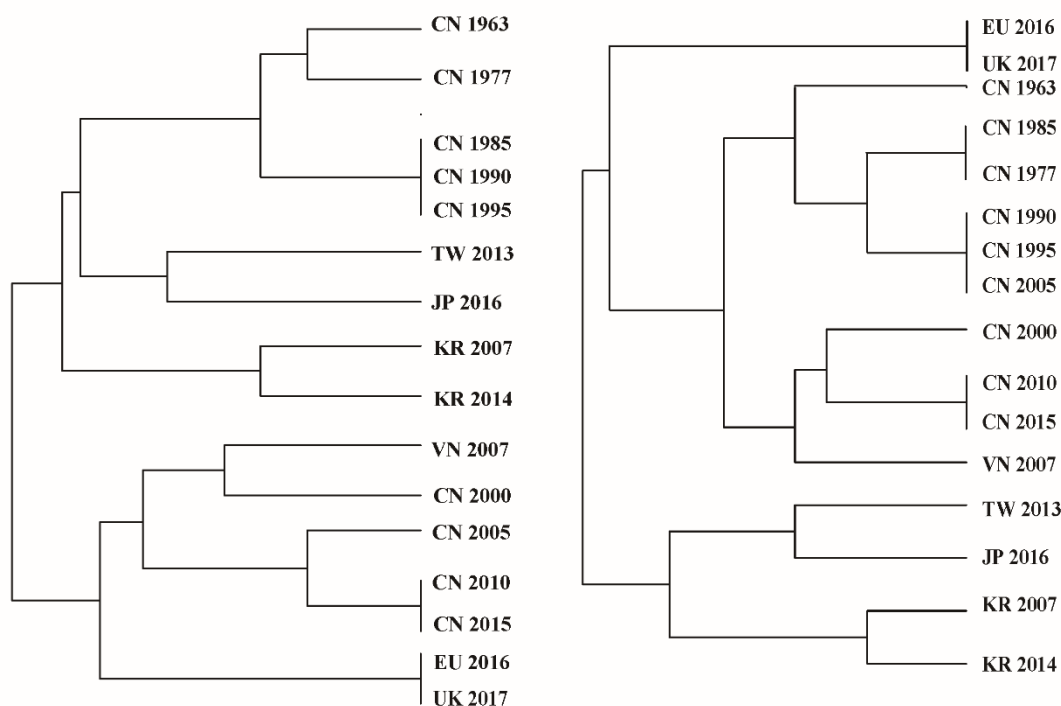 CN 1963
CN 1977
CN 1985
CN 1990
CN 1995
TW 2013
JP 2016
KR 2007
KR 2014
VN 2007
CN 2000
CN 2005
CN 2010
CN 2015
EU 2016
UK 2017
EU 2016
UK 2017
CN 1963
CN 1985
CN 1977
CN 1990
CN 1995
CN 2005
CN 2000
CN 2010
CN 2015
VN 2007
TW 2013
JP 2016
KR 2007
KR 2014